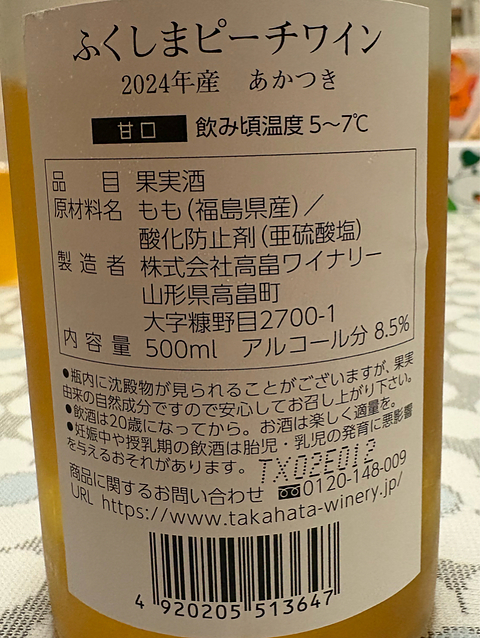 ふくしまピーチワイン
2024年産 あかつき
甘口 飲み頃温度 5〜7℃
品目 果実酒
原材料名 もも(福島県産)/
酸化防止剤(亜硫酸塩)
製造者 株式会社高畠ワイナリー
山形県高畠町
大字糠野目2700-1
内容量 500ml アルコール分 8.5%
●瓶内に沈殿物が見られることがございますが、果実
由来の自然成分ですので安心してお召し上がり下さい。
●飲酒は20歳になってから。お酒は楽しく適量を。
●妊娠中や授乳期の飲酒は胎児・乳児の発育に悪影響
を与えるおそれがあります。
TX02E012
商品に関するお問い合わせ 0120-148-009
URL https://www.takahata-winery.jp/
4 920205 513647